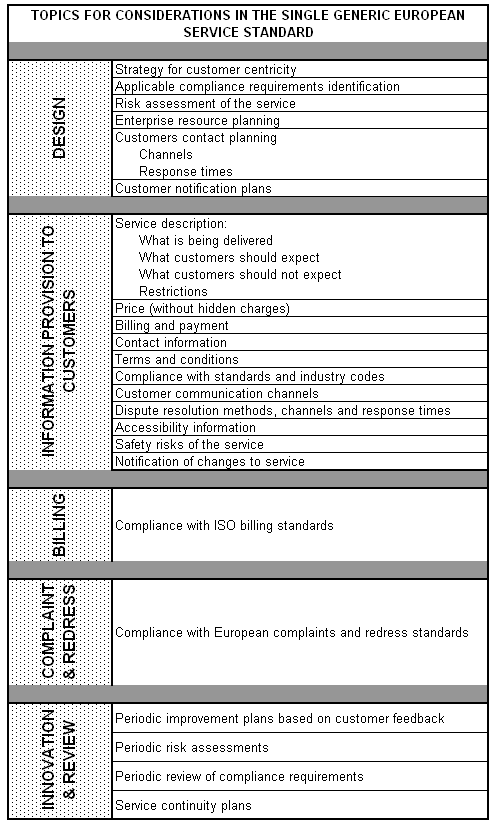 TOPICS FOR CONSIDERATIONS IN THE SINGLE GENERIC EUROPEAN
SERVICE STANDARD
DESIGN
Strategy for customer centricity
Applicable compliance requirements identification
Risk assessment of the service
Enterprise resource planning
Customers contact planning
Channels
Response times
Customer notification plans
INFORMATION PROVISION TO
CUSTOMERS
Service description:
What is being delivered
What customers should expect
What customers should not expect
Restrictions
Price (without hidden charges)
Billing and payment
Contact information
Terms and conditions
Compliance with standards and industry codes
Customer communication channels
Dispute resolution methods, channels and response times
Accessibility information
Safety risks of the service
Notification of changes to service
BILLING
Compliance with ISO billing standards
COMPLAINT
& REDRESS
Compliance with European complaints and redress standards
INNOVATION
& REVIEW
Periodic improvement plans based on customer feedback
Periodic risk assessments
Periodic review of compliance requirements
Service continuity plans